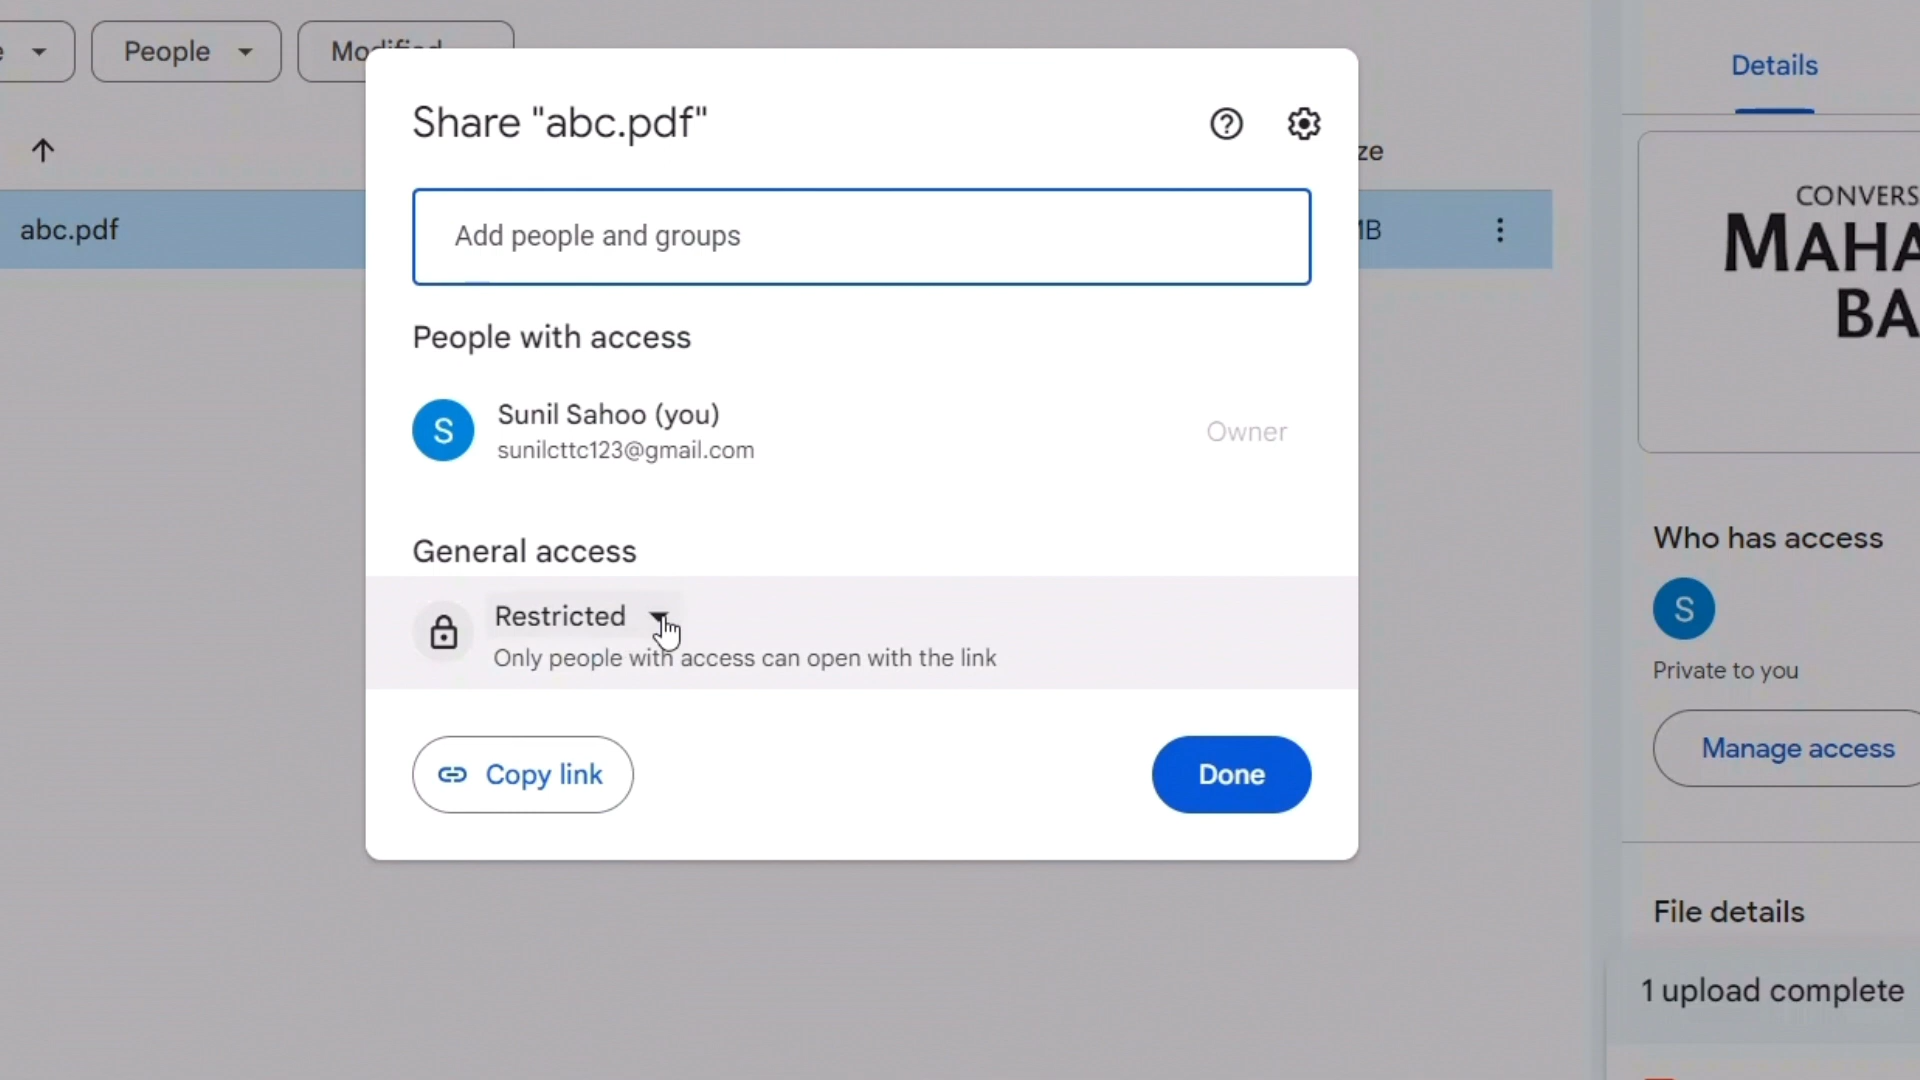 People
Modified
Share "abc.pdf"
Details
abc.pdf
Add people and groups
CONVERS
MAHA
BA
People with access
S
Sunil Sahoo (you)
sunilcttc123@gmail.com
Owner
General access
Restricted
Only people with access can open with the link
Copy link
Done
Who has access
S
Private to you
Manage access
File details
1 upload complete